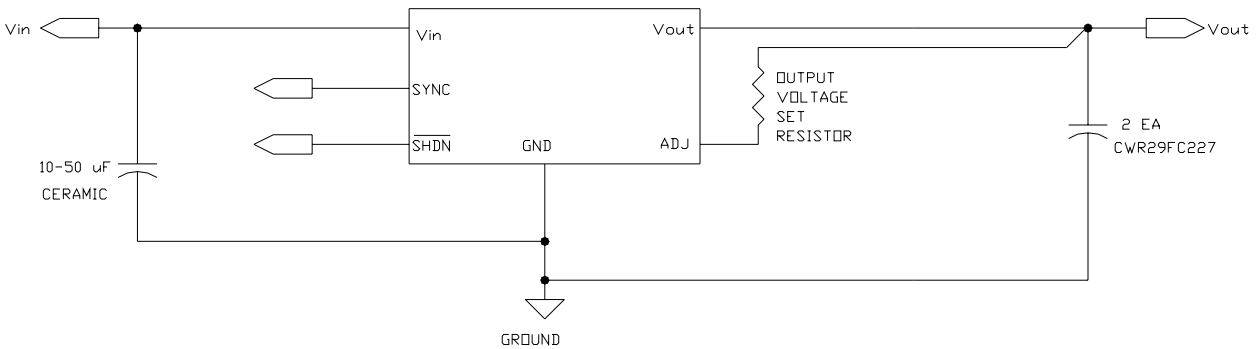 Vin
Vin
Vout
Vout
SYNC
OUTPUT
VOLTAGE
SET
RESISTOR
SHDN
GND
ADJ
2 EA
CWR29FC227
10-50 uF
CERAMIC
GROUND